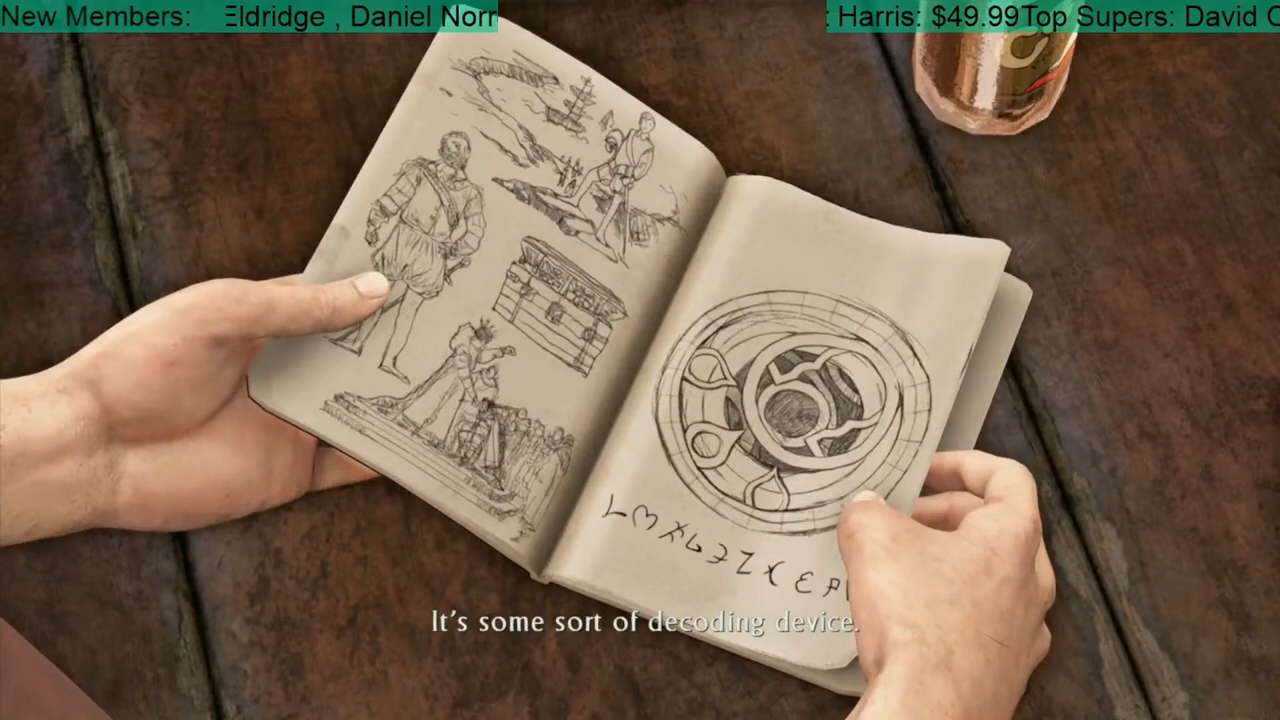 New Members: Eldridge , Daniel Norr
: Harris: $49.99Top Supers: David C
It's some sort of decoding device.